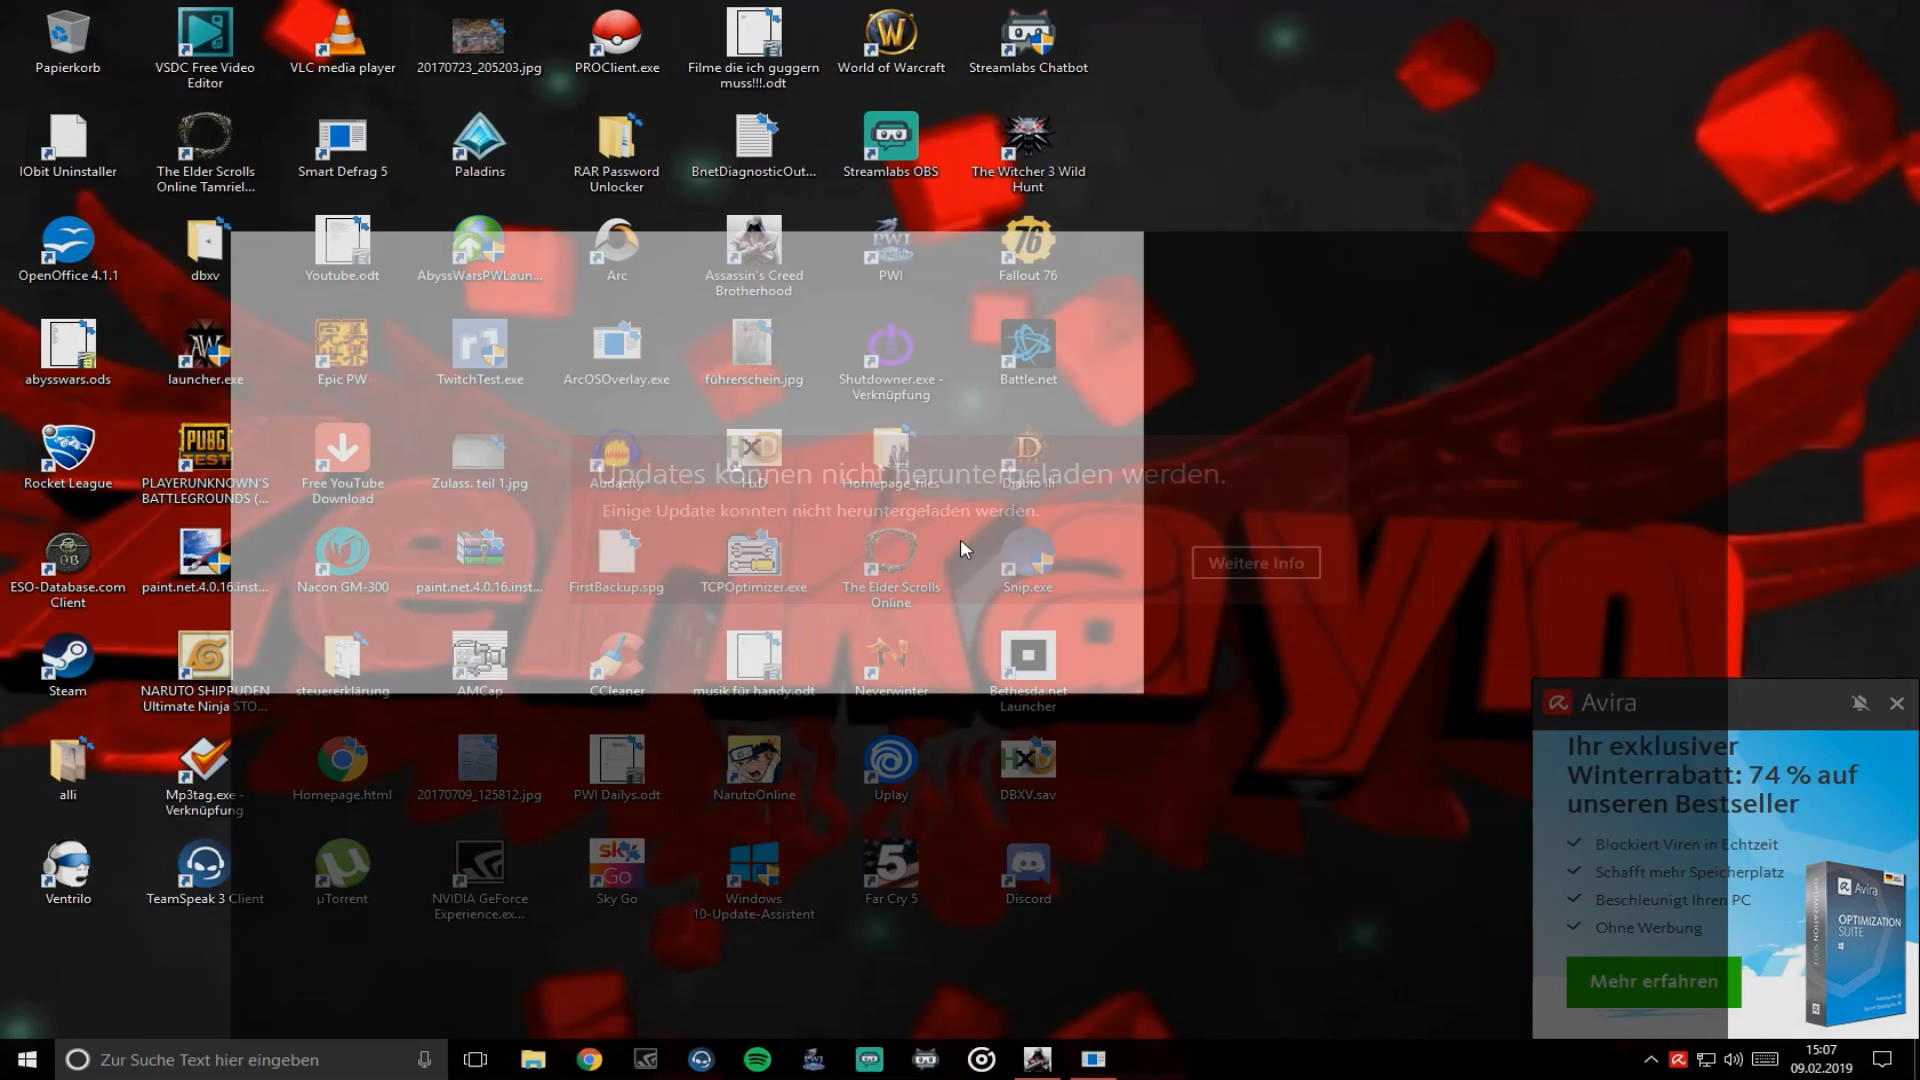 Papierkorb
VSDC Free Video
Editor
VLC media player
20170723_205203.jpg
PROClient.exe
Filme die ich guggern
muss!!!.odt
World of Warcraft
Streamlabs Chatbot
IObit Uninstaller
The Elder Scrolls
Online Tamriel...
Smart Defrag 5
Paladins
RAR Password
Unlocker
BnetDiagnosticOut...
Streamlabs OBS
The Witcher 3 Wild
Hunt
OpenOffice 4.1.1
dbxv
Youtube.odt
AbyssWarsPWLaun...
Arc
Assassin's Creed
Brotherhood
PWI
Fallout 76
abysswars.ods
launcher.exe
Epic PW
TwitchTest.exe
ArcOSOverlay.exe
führerschein.jpg
Shutdowner.exe -
Verknüpfung
Battle.net
Rocket League
PLAYERUNKNOWN'S
BATTLEGROUNDS (...
Free YouTube
Download
Zulass. teil 1.jpg
Audacity
HxD
Homepage_files
Diablo III
Updates können nicht heruntergeladen werden.
Einige Update konnten nicht heruntergeladen werden.
Weitere Info
ESO-Database.com
Client
paint.net.4.0.16.inst...
Nacon GM-300
paint.net.4.0.16.inst...
FirstBackup.spg
TCPOptimizer.exe
The Elder Scrolls
Online
Snip.exe
Steam
NARUTO SHIPPUDEN
Ultimate Ninja STO...
steuererklärung
AMCap
CCleaner
musik für handy.odt
Neverwinter
Bethesda.net
Launcher
alli
Mp3tag.exe -
Verknüpfung
Homepage.html
20170709_125812.jpg
PWI Dailys.odt
NarutoOnline
Uplay
DBXV.sav
Ventrilo
TeamSpeak 3 Client
µTorrent
NVIDIA GeForce
Experience.ex...
Sky Go
Windows
10-Update-Assistent
Far Cry 5
Discord
Avira
Ihr exklusiver
Winterrabatt: 74 % auf
unseren Bestseller
Blockiert Viren in Echtzeit
Schafft mehr Speicherplatz
Beschleunigt Ihren PC
Ohne Werbung
Mehr erfahren
Avira
OPTIMIZATION
SUITE
Zur Suche Text hier eingeben
15:07
09.02.2019